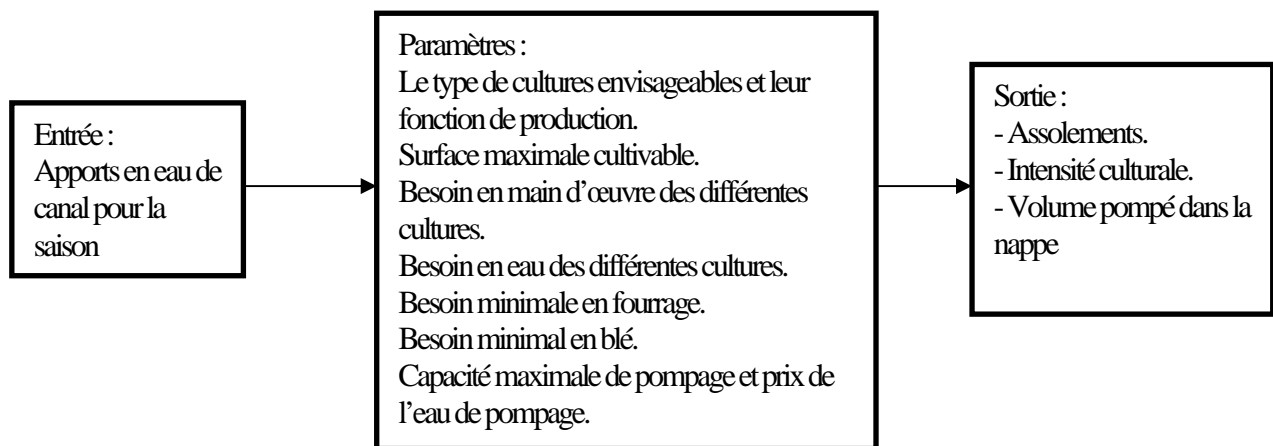 Entrée :
Apports en eau de
canal pour la
saison
Paramètres :
Le type de cultures envisageables et leur
fonction de production.
Surface maximale cultivable.
Besoin en main d’œuvre des différentes
cultures.
Besoin en eau des différentes cultures.
Besoin minimale en fourrage.
Besoin minimal en blé.
Capacité maximale de pompage et prix de
l’eau de pompage.
Sortie :
- Assolements.
- Intensité culturale.
- Volume pompé dans la
nappe